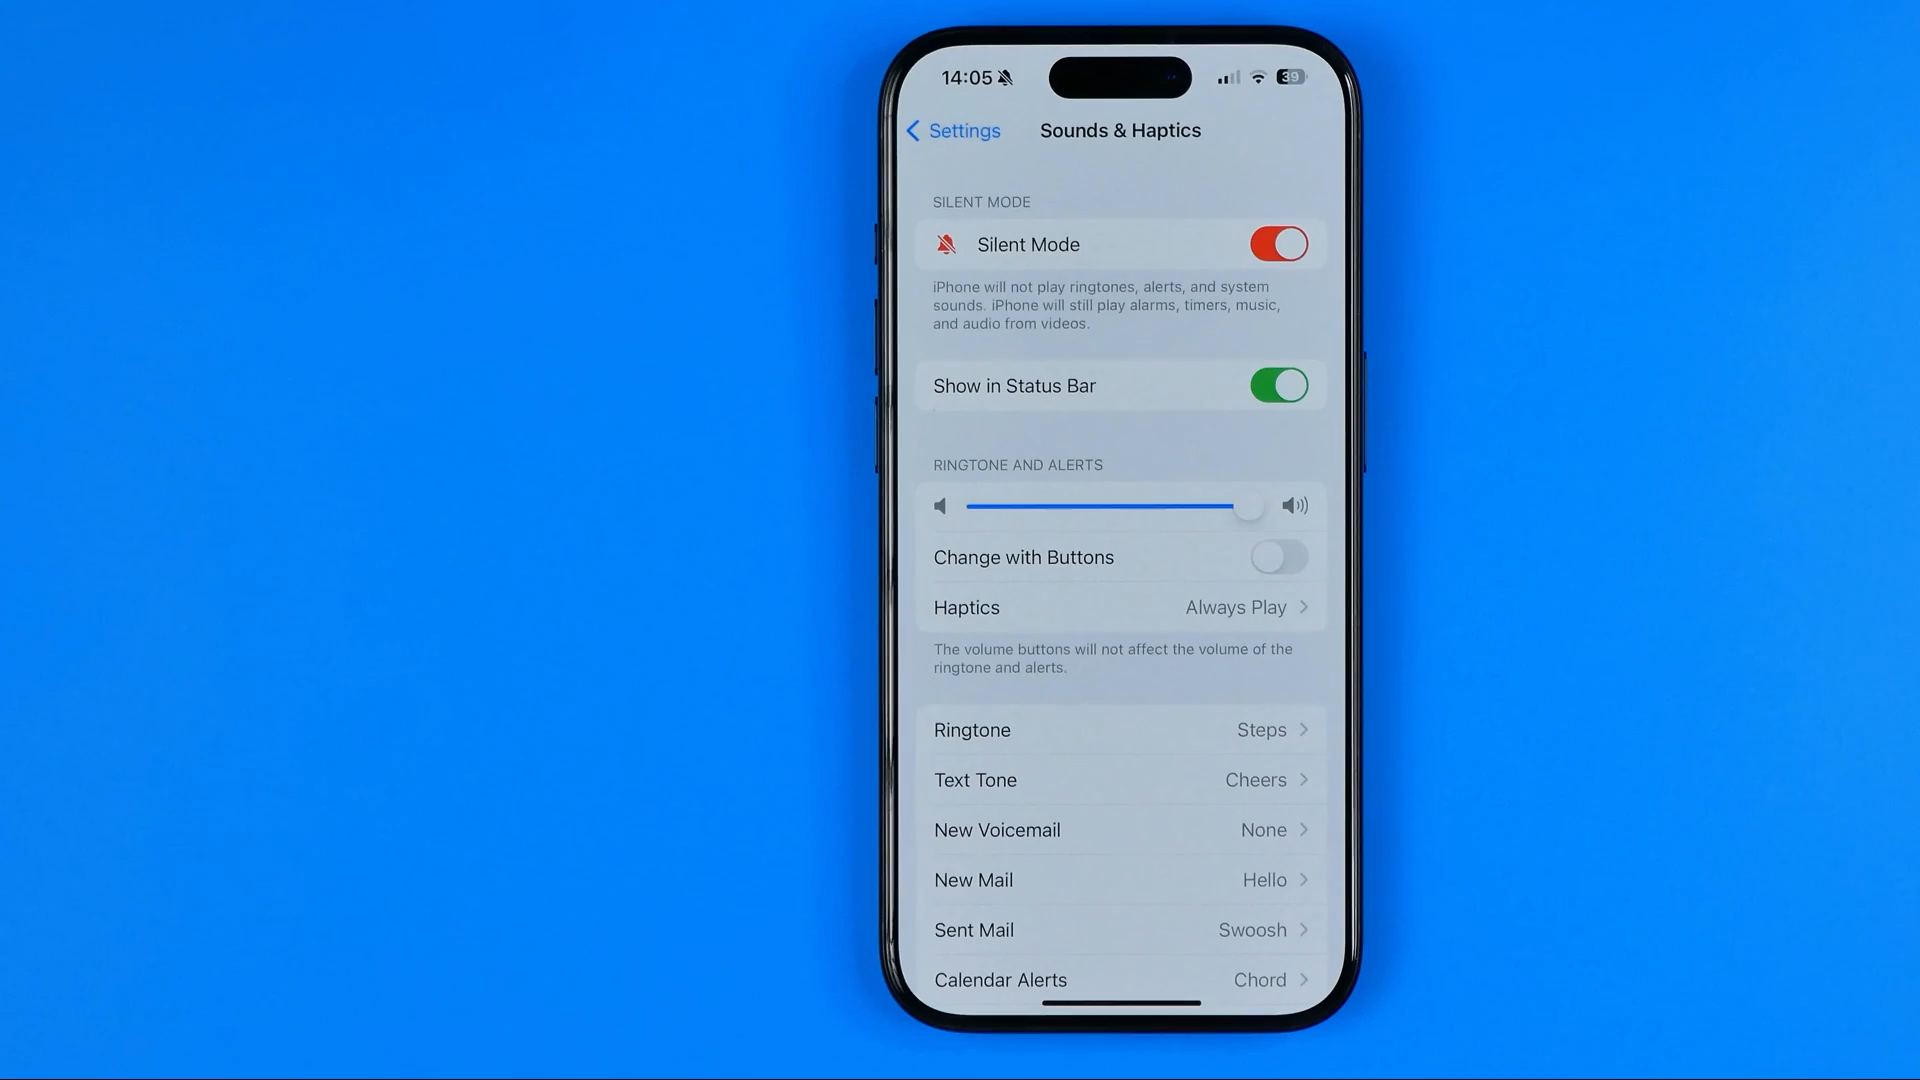 14:05 39
Settings Sounds & Haptics
SILENT MODE
Silent Mode
iPhone will not play ringtones, alerts, and system
sounds. iPhone will still play alarms, timers, music,
and audio from videos.
Show in Status Bar
RINGTONE AND ALERTS
Change with Buttons
Haptics Always Play
The volume buttons will not affect the volume of the
ringtone and alerts.
Ringtone Steps
Text Tone Cheers
New Voicemail None
New Mail Hello
Sent Mail Swoosh
Calendar Alerts Chord